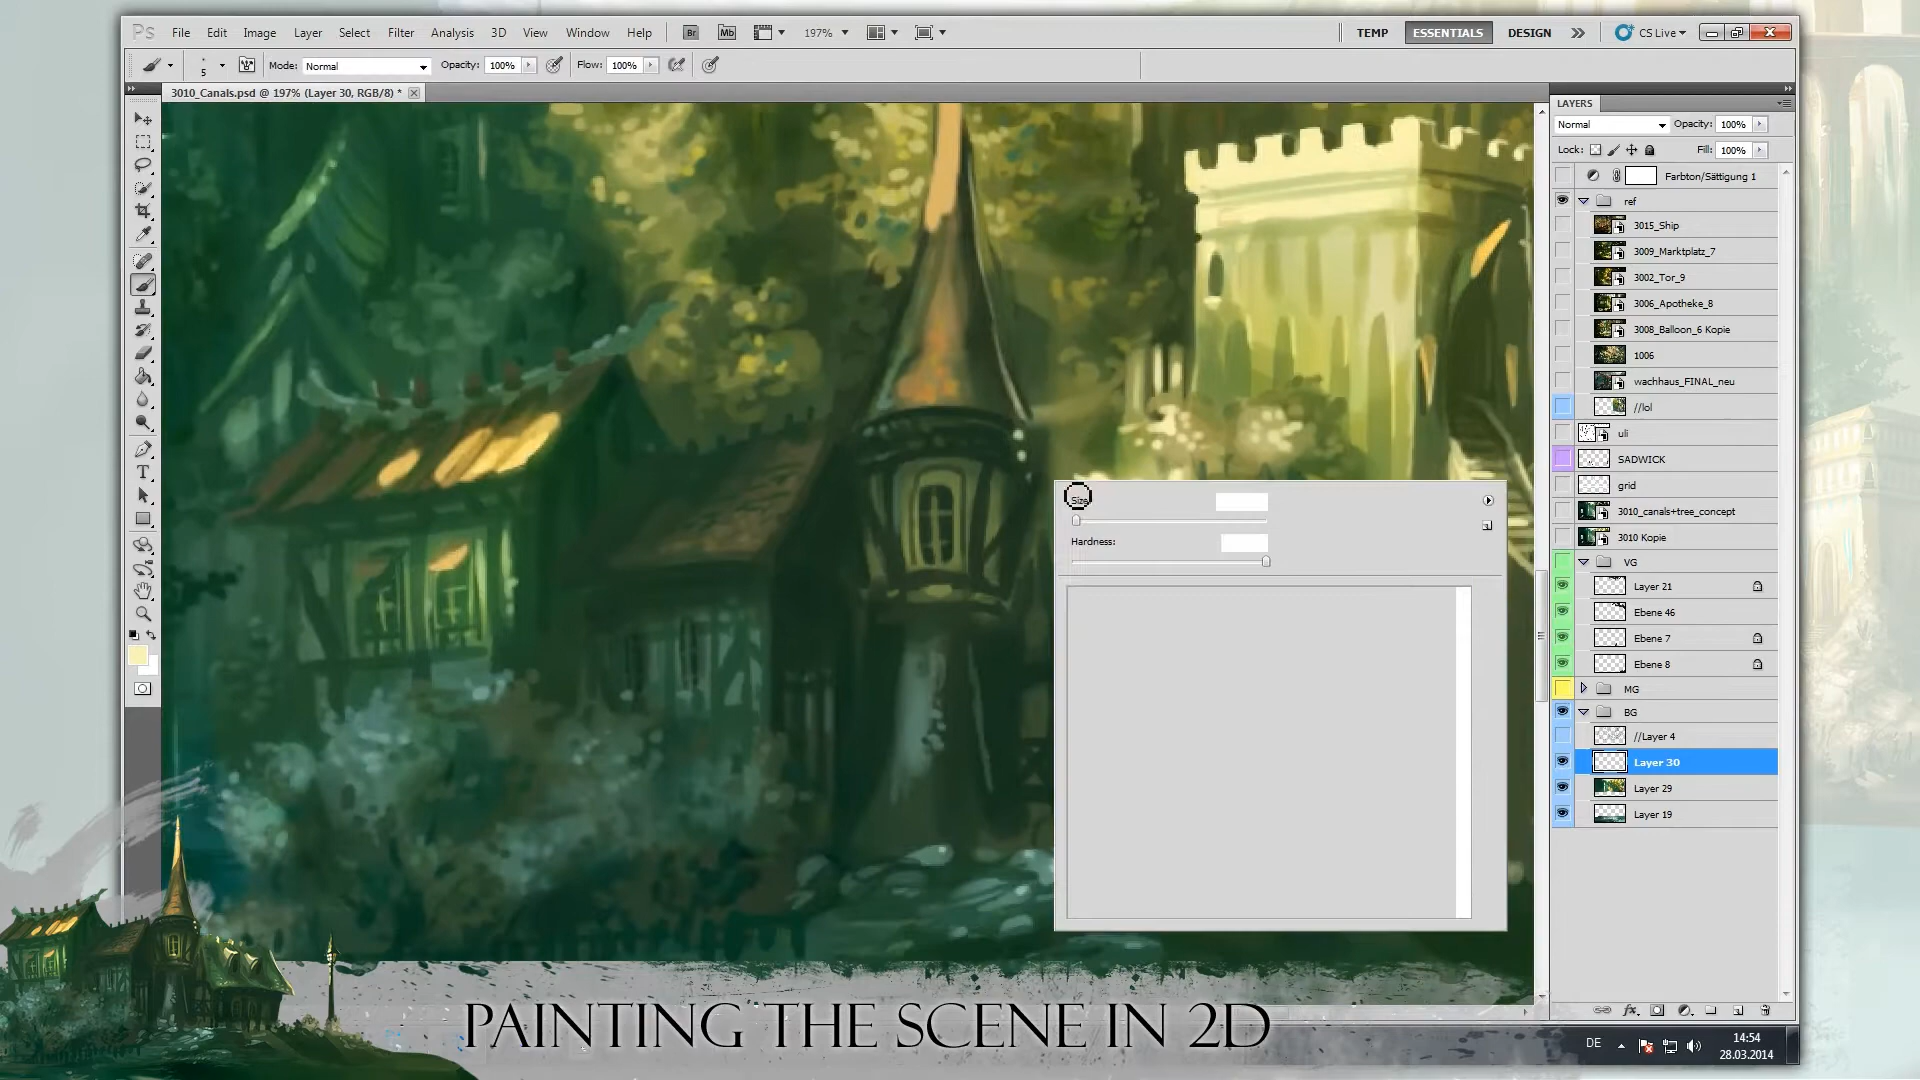 Ps File Edit Image Layer Select Filter Analysis 3D View Window Help Br Mb 197% TEMP ESSENTIALS DESIGN CS Live
5 Mode: Normal Opacity: 100% Flow: 100%
3010_Canals.psd @ 197% (Layer 30, RGB/8) *
LAYERS
Normal Opacity: 100%
Lock: Fill: 100%
Farbton/Sättigung 1
ref
3015_Ship
3009_Marktplatz_7
3002_Tor_9
3006_Apotheke_8
3008_Balloon_6 Kopie
1006
wachhaus_FINAL_neu
//lol
uli
SADWICK
grid
3010_canals+tree_concept
3010 Kopie
VG
Layer 21
Ebene 46
Ebene 7
Ebene 8
MG
BG
//Layer 4
Layer 30
Layer 29
Layer 19
Size
Hardness:
PAINTING THE SCENE IN 2D
DE 14:54
28.03.2014